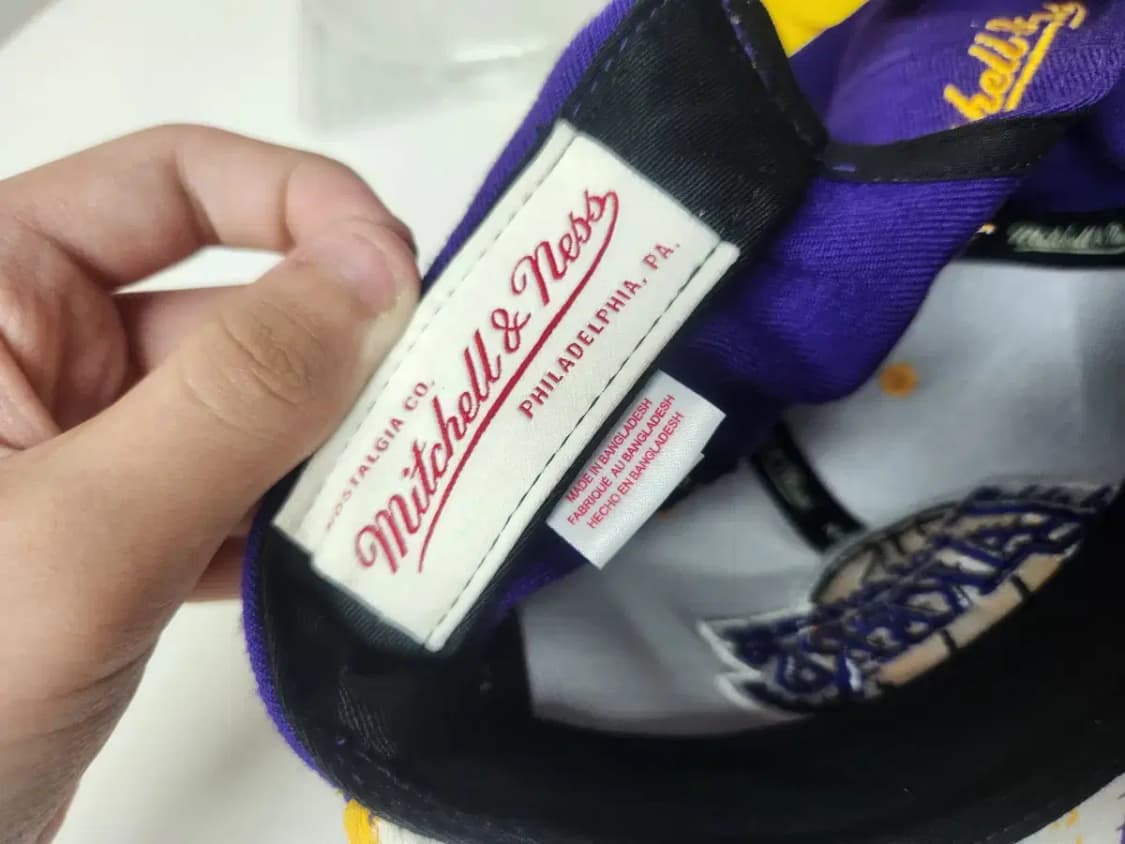 NOSTALGIA CO.
Mitchell & Ness
PHILADELPHIA, PA.
MADE IN BANGLADESH
FABRIQUÉ AU BANGLADESH
HECHO EN BANGLADESH